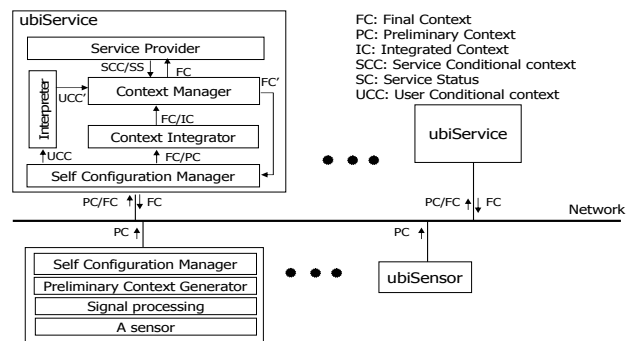 ubiService
Service Provider
SCC/SS
FC
Context Manager
FC'
UCC'
Interpreter
FC/IC
Context Integrator
UCC
FC/PC
Self Configuration Manager
FC: Final Context
PC: Preliminary Context
IC: Integrated Context
SCC: Service Conditional context
SC: Service Status
UCC: User Conditional context
ubiService
PC/FC
FC
PC/FC
FC
Network
PC
PC
Self Configuration Manager
Preliminary Context Generator
Signal processing
A sensor
ubiSensor